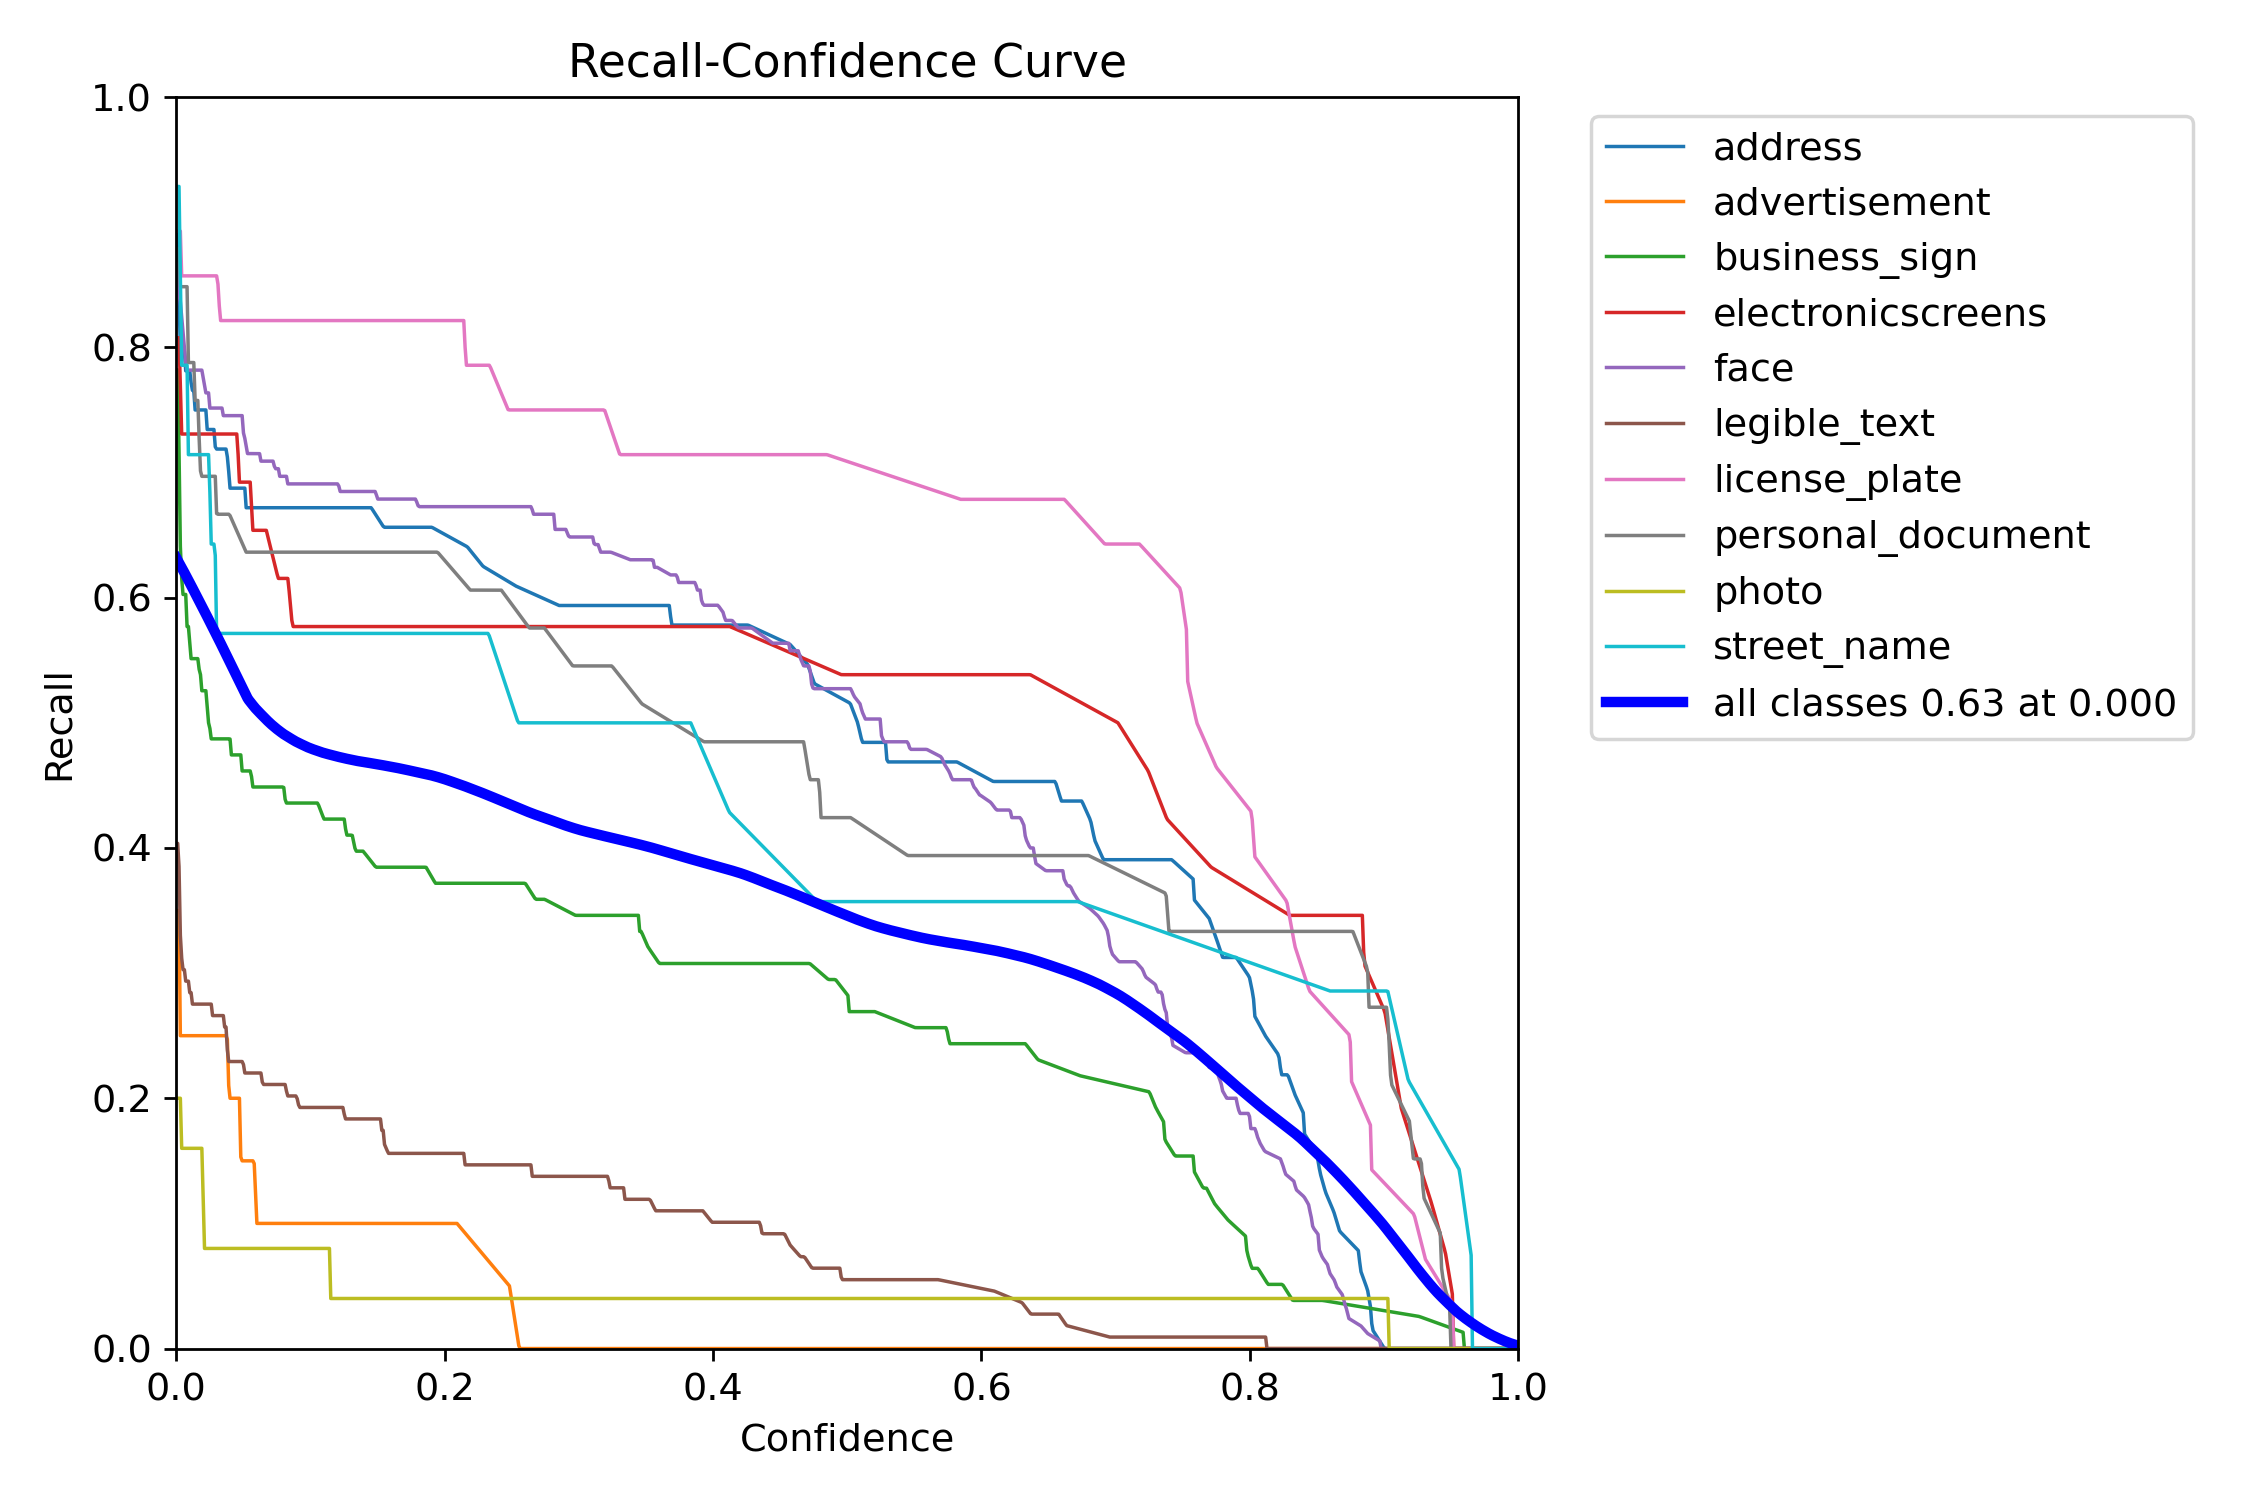 Recall-Confidence Curve
1.0
0.8
0.6
0.4
0.2
0.0
Recall
0.0 0.2 0.4 0.6 0.8 1.0
Confidence
address
advertisement
business_sign
electronicscreens
face
legible_text
license_plate
personal_document
photo
street_name
all classes 0.63 at 0.000